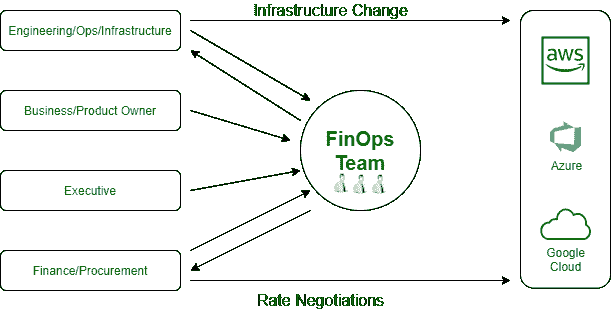 Infrastructure Change
Engineering/Ops/Infrastructure
Business/Product Owner
Executive
Finance/Procurement
FinOps
Team
Rate Negotiations
aws
Azure
Google
Cloud